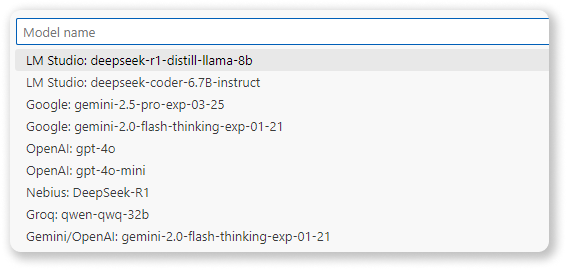 Model name
LM Studio: deepseek-r1-distill-llama-8b
LM Studio: deepseek-coder-6.7B-instruct
Google: gemini-2.5-pro-exp-03-25
Google: gemini-2.0-flash-thinking-exp-01-21
OpenAI: gpt-4o
OpenAI: gpt-4o-mini
Nebius: DeepSeek-R1
Groq: qwen-qwq-32b
Gemini/OpenAI: gemini-2.0-flash-thinking-exp-01-21